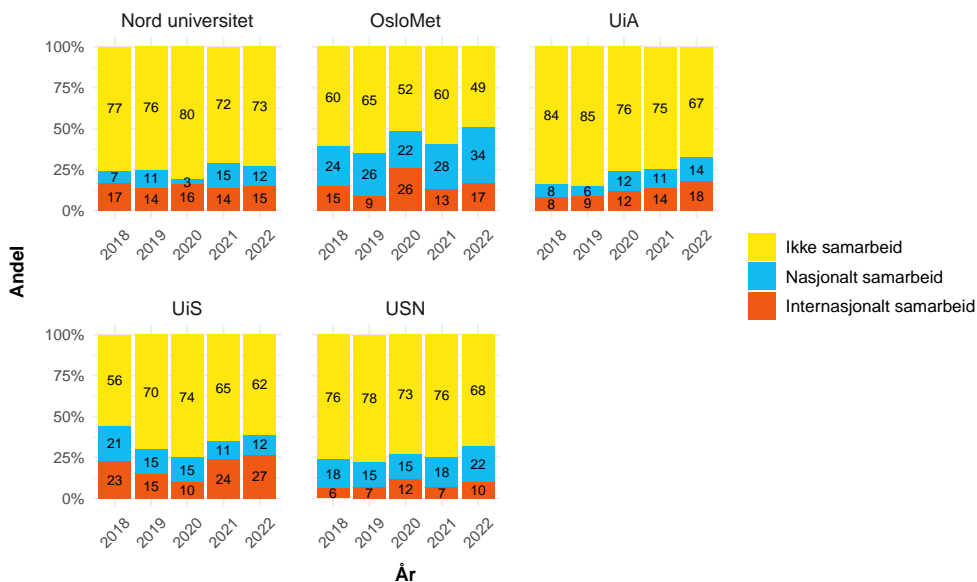 Nord universitet OsloMet UiA
100%
75%
50%
25%
0%
77 76 80 72 73
7 11 3 15 12
17 14 16 14 15
60 65 52 60 49
24 26 22 28 34
15 9 26 13 17
84 85 76 75 67
8 6 12 11 14
8 9 12 14 18
2018 2019 2020 2021 2022
2018 2019 2020 2021 2022
2018 2019 2020 2021 2022
Andel
UiS USN
100%
75%
50%
25%
0%
56 70 74 65 62
21 15 15 11 12
23 15 10 24 27
76 78 73 76 68
18 15 15 18 22
6 7 12 7 10
2018 2019 2020 2021 2022
2018 2019 2020 2021 2022
År
Ikke samarbeid
Nasjonalt samarbeid
Internasjonalt samarbeid